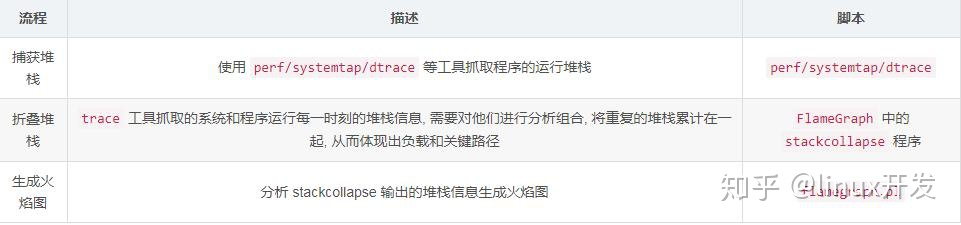 流程 描述 脚本
捕获堆
栈
使用 perf/systemtap/dtrace 等工具抓取程序的运行堆栈
perf/systemtap/dtrace
折叠堆
栈
trace 工具抓取的系统和程序运行每一时刻的堆栈信息, 需要对他们进行分析组合, 将重复的堆栈累计在一
起, 从而体现出负载和关键路径
FlameGraph 中的
stackcollapse 程序
生成火
焰图
分析 stackcollapse 输出的堆栈信息生成火焰图
flamegraph.pl
知乎 @linux开发